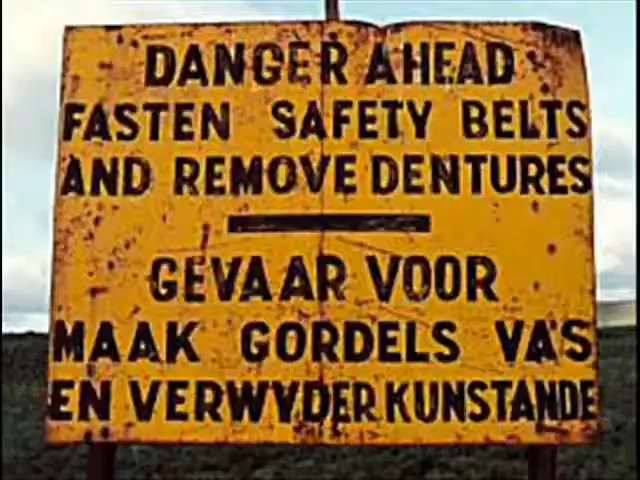 DANGER AHEAD
FASTEN SAFETY BELTS
AND REMOVE DENTURES
GEVAAR VOOR
MAAK GORDELS VAS
EN VERWYDER KUNSTANDE